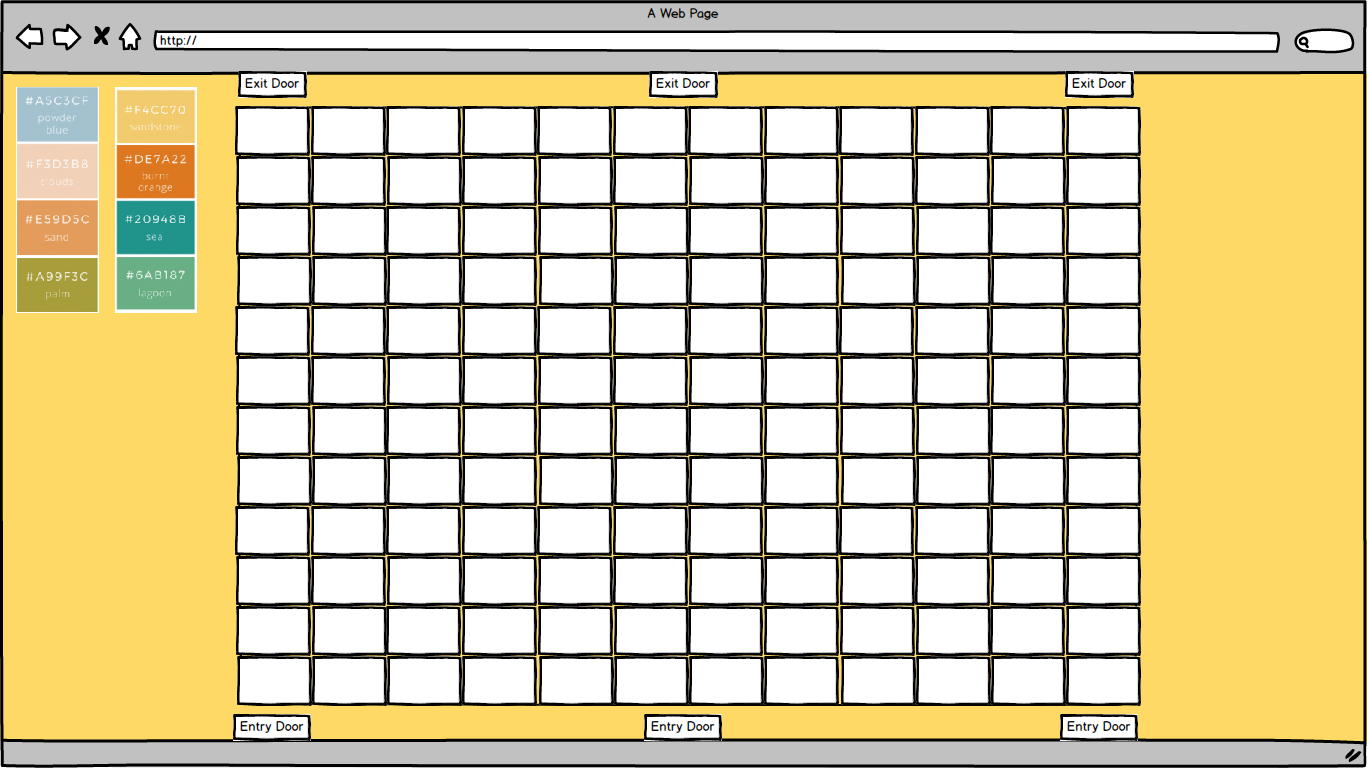 A Web Page
http://
Exit Door
Exit Door
Exit Door
#A5C3CF
powder
blue
#F4CC70
sandstone
#F3D3B8
clouds
#DE7A22
burnt
orange
#E59D5C
sand
#20948B
sea
#A99F3C
palm
#6AB187
lagoon
Entry Door
Entry Door
Entry Door